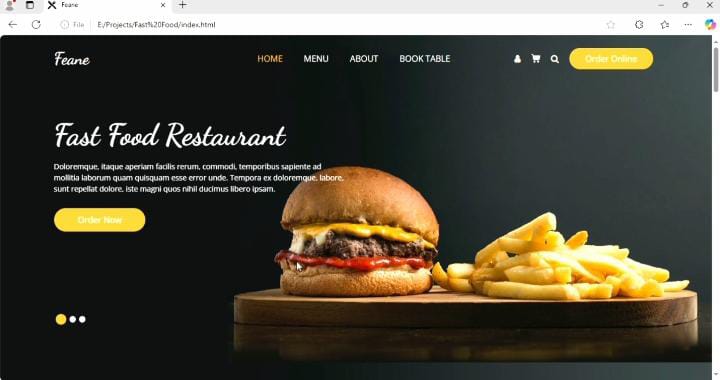 Feane
File
E:/Projects/Fast%20Food/index.html
Feane
HOME
MENU
ABOUT
BOOK TABLE
Order Online
Fast Food Restaurant
Doloremque, itaque aperiam facilis rerum, commodi, temporibus sapiente ad
mollitia laborum quam quisquam esse error unde. Tempora ex doloremque, labore,
sunt repellat dolore, iste magni quos nihil ducimus libero ipsam.
Order Now